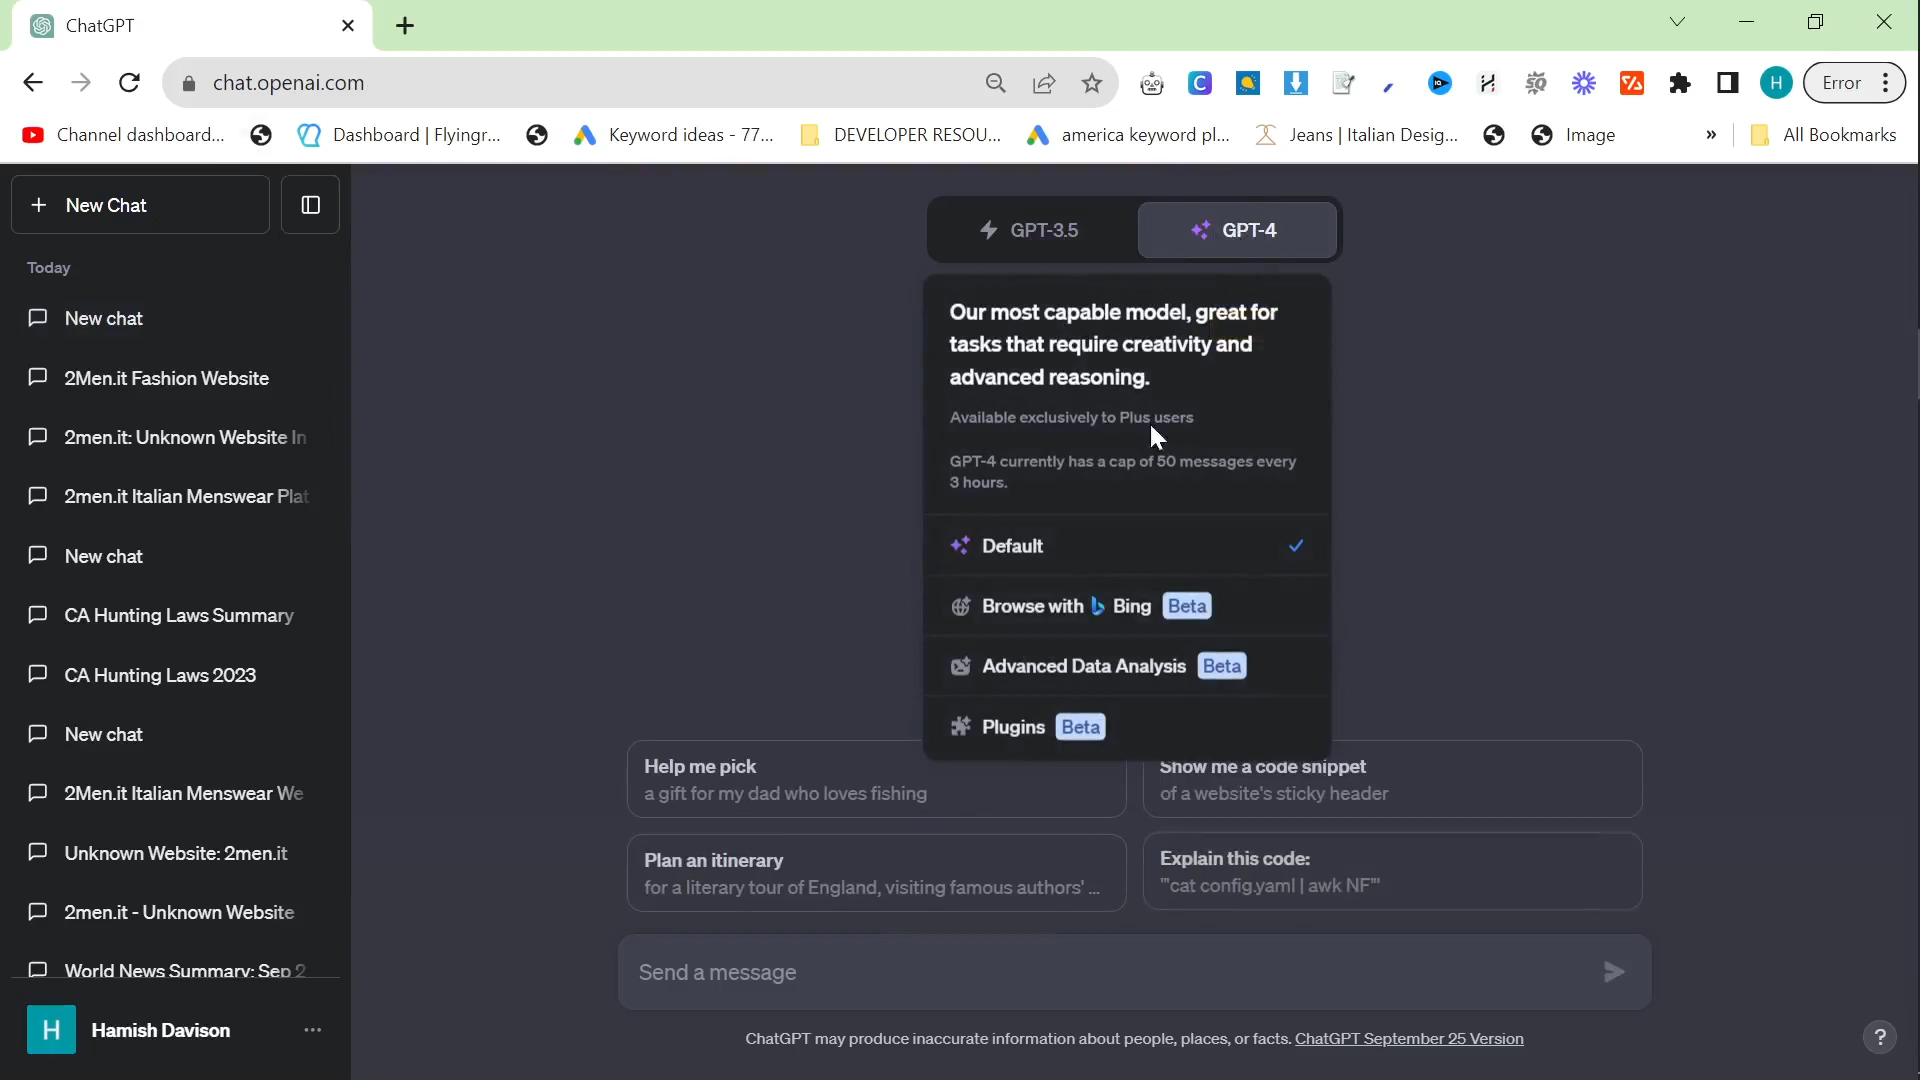 ChatGPT
chat.openai.com
Error
Channel dashboard...
Dashboard | Flyingr...
Keyword ideas - 77...
DEVELOPER RESOU...
america keyword pl...
Jeans | Italian Desig...
Image
»
All Bookmarks
New Chat
Today
New chat
2Men.it Fashion Website
2men.it: Unknown Website In
2men.it Italian Menswear Plat
New chat
CA Hunting Laws Summary
CA Hunting Laws 2023
New chat
2Men.it Italian Menswear We
Unknown Website: 2men.it
2men.it - Unknown Website
World News Summary: Sep 2
H
Hamish Davison
GPT-3.5
GPT-4
Our most capable model, great for
tasks that require creativity and
advanced reasoning.
Available exclusively to Plus users
GPT-4 currently has a cap of 50 messages every
3 hours.
Default
Browse with Bing Beta
Advanced Data Analysis Beta
Plugins Beta
Help me pick
a gift for my dad who loves fishing
Show me a code snippet
of a website's sticky header
Plan an itinerary
for a literary tour of England, visiting famous authors' ...
Explain this code:
"cat config.yaml | awk NF"
Send a message
ChatGPT may produce inaccurate information about people, places, or facts. ChatGPT September 25 Version
?